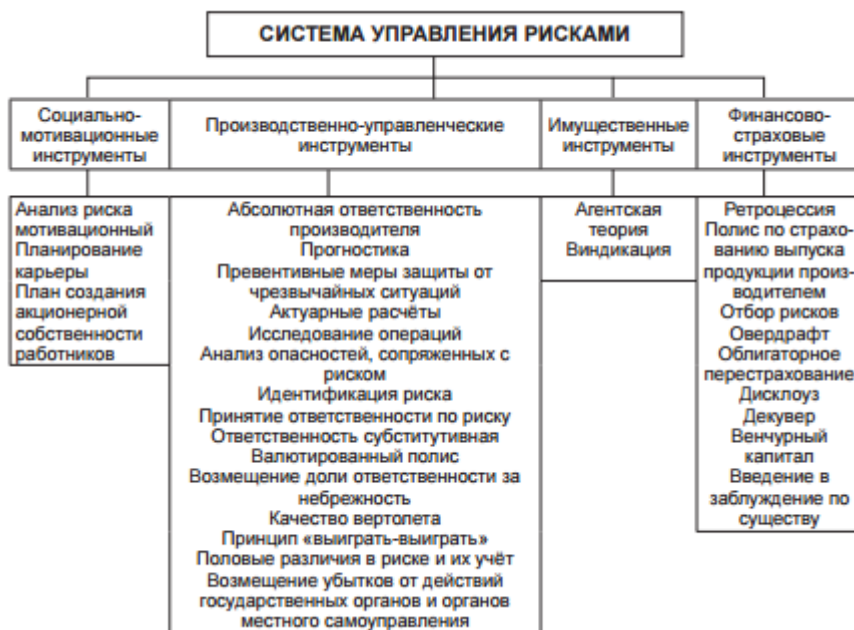 СИСТЕМА УПРАВЛЕНИЯ РИСКАМИ
Социально-
мотивационные
инструменты
Производственно-управленческие
инструменты
Имущественные
инструменты
Финансово-
страховые
инструменты
Анализ риска
мотивационный
Планирование
карьеры
План создания
акционерной
собственности
работников
Абсолютная ответственность
производителя
Прогностика
Превентивные меры защиты от
чрезвычайных ситуаций
Актуарные расчёты
Исследование операций
Анализ опасностей, сопряженных с
риском
Идентификация риска
Принятие ответственности по риску
Ответственность субститутивная
Валютированный полис
Возмещение доли ответственности за
небрежность
Качество вертолета
Принцип «выиграть-выиграть»
Половые различия в риске и их учёт
Возмещение убытков от действий
государственных органов и органов
местного самоуправления
Агентская
теория
Виндикация
Ретроцессия
Полис по страхо-
ванию выпуска
продукции произ-
водителем
Отбор рисков
Овердрафт
Облигаторное
перестрахование
Дисклоуз
Декувер
Венчурный
капитал
Введение в
заблуждение по
существу